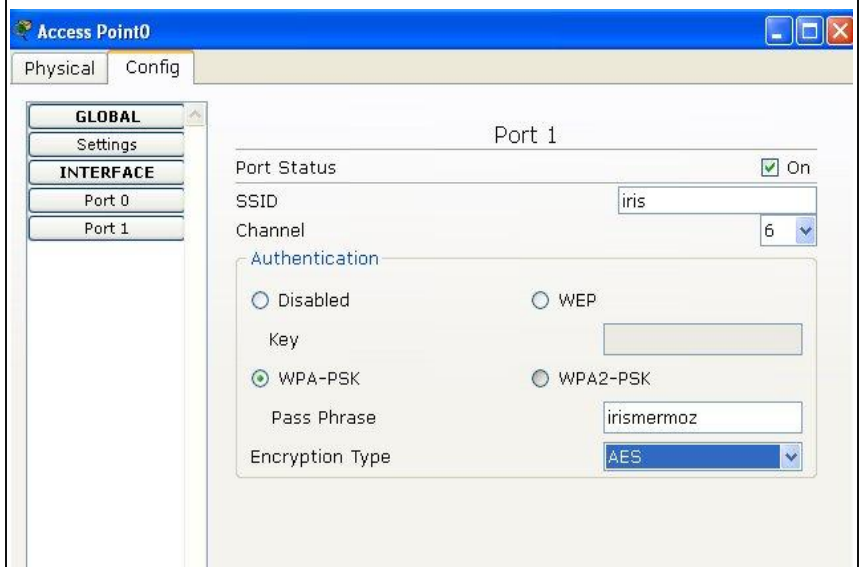 Access Point0
Physical Config
GLOBAL
Settings
INTERFACE
Port 0
Port 1
Port 1
Port Status On
SSID iris
Channel 6
Authentication
Disabled WEP
Key
WPA-PSK WPA2-PSK
Pass Phrase irismermoz
Encryption Type AES